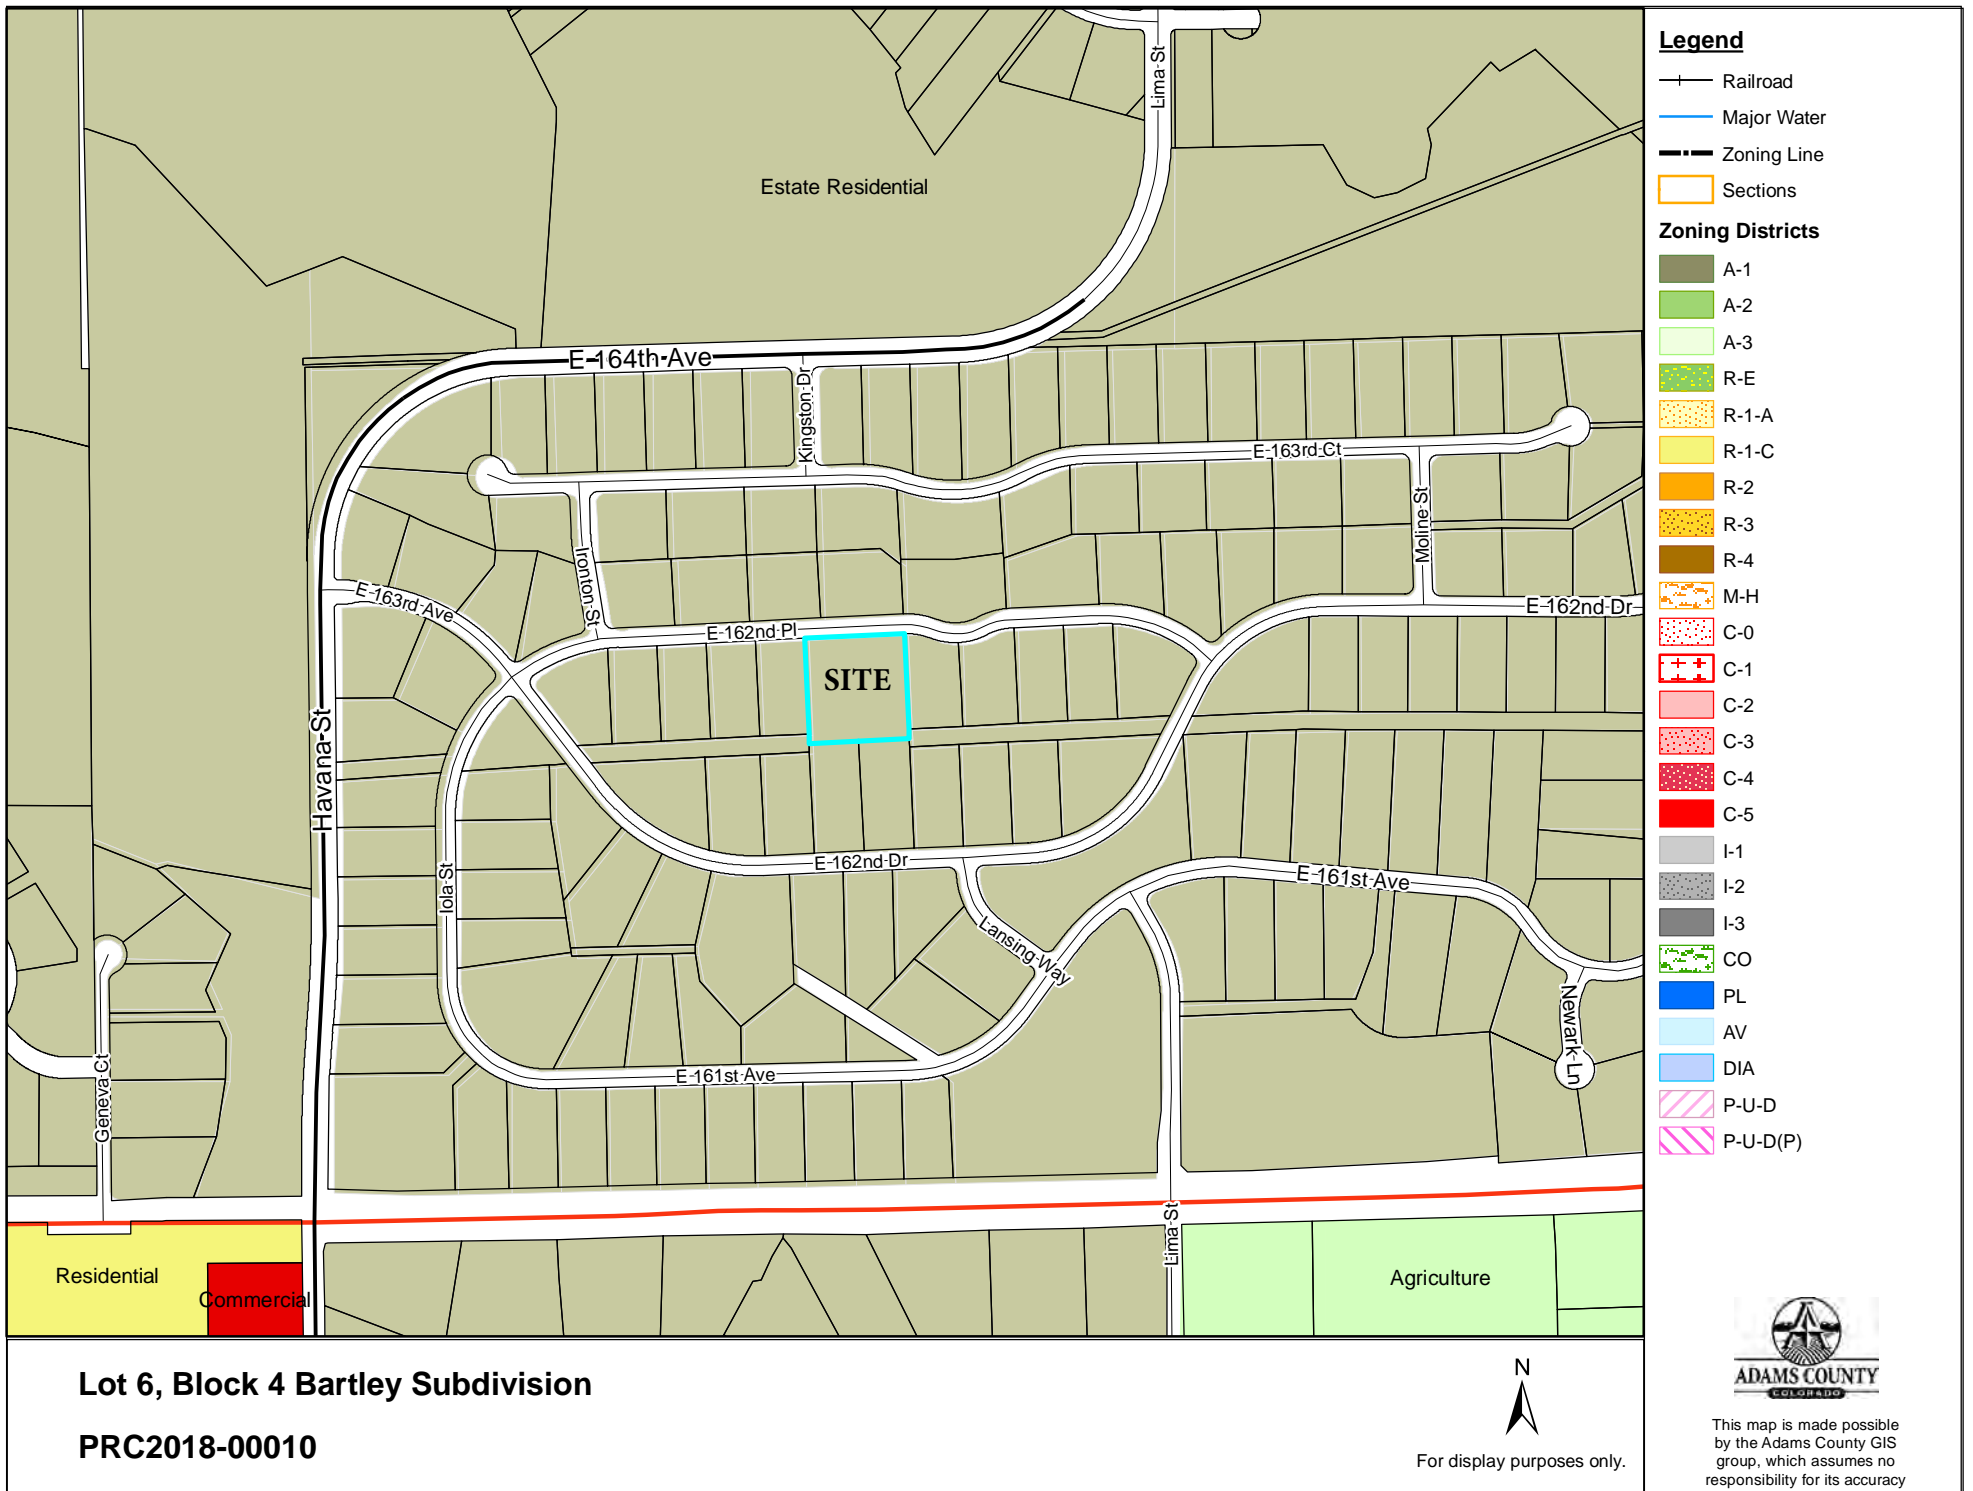 Lima St
Estate Residential
E 164th Ave
Kingston Dr
E 163rd Ct
Moline St
Ironton St
E 163rd Ave
E 162nd Pl
E 162nd Dr
SITE
Havana St
Iola St
E 162nd Dr
E 161st Ave
Lansing Way
Newark Ln
Geneva Ct
E 161st Ave
Lima St
Residential
Commercial
Agriculture
Legend
Railroad
Major Water
Zoning Line
Sections
Zoning Districts
A-1
A-2
A-3
R-E
R-1-A
R-1-C
R-2
R-3
R-4
M-H
C-0
C-1
C-2
C-3
C-4
C-5
I-1
I-2
I-3
CO
PL
AV
DIA
P-U-D
P-U-D(P)
Lot 6, Block 4 Bartley Subdivision
PRC2018-00010
N
For display purposes only.
ADAMS COUNTY
COLORADO
This map is made possible
by the Adams County GIS
group, which assumes no
responsibility for its accuracy